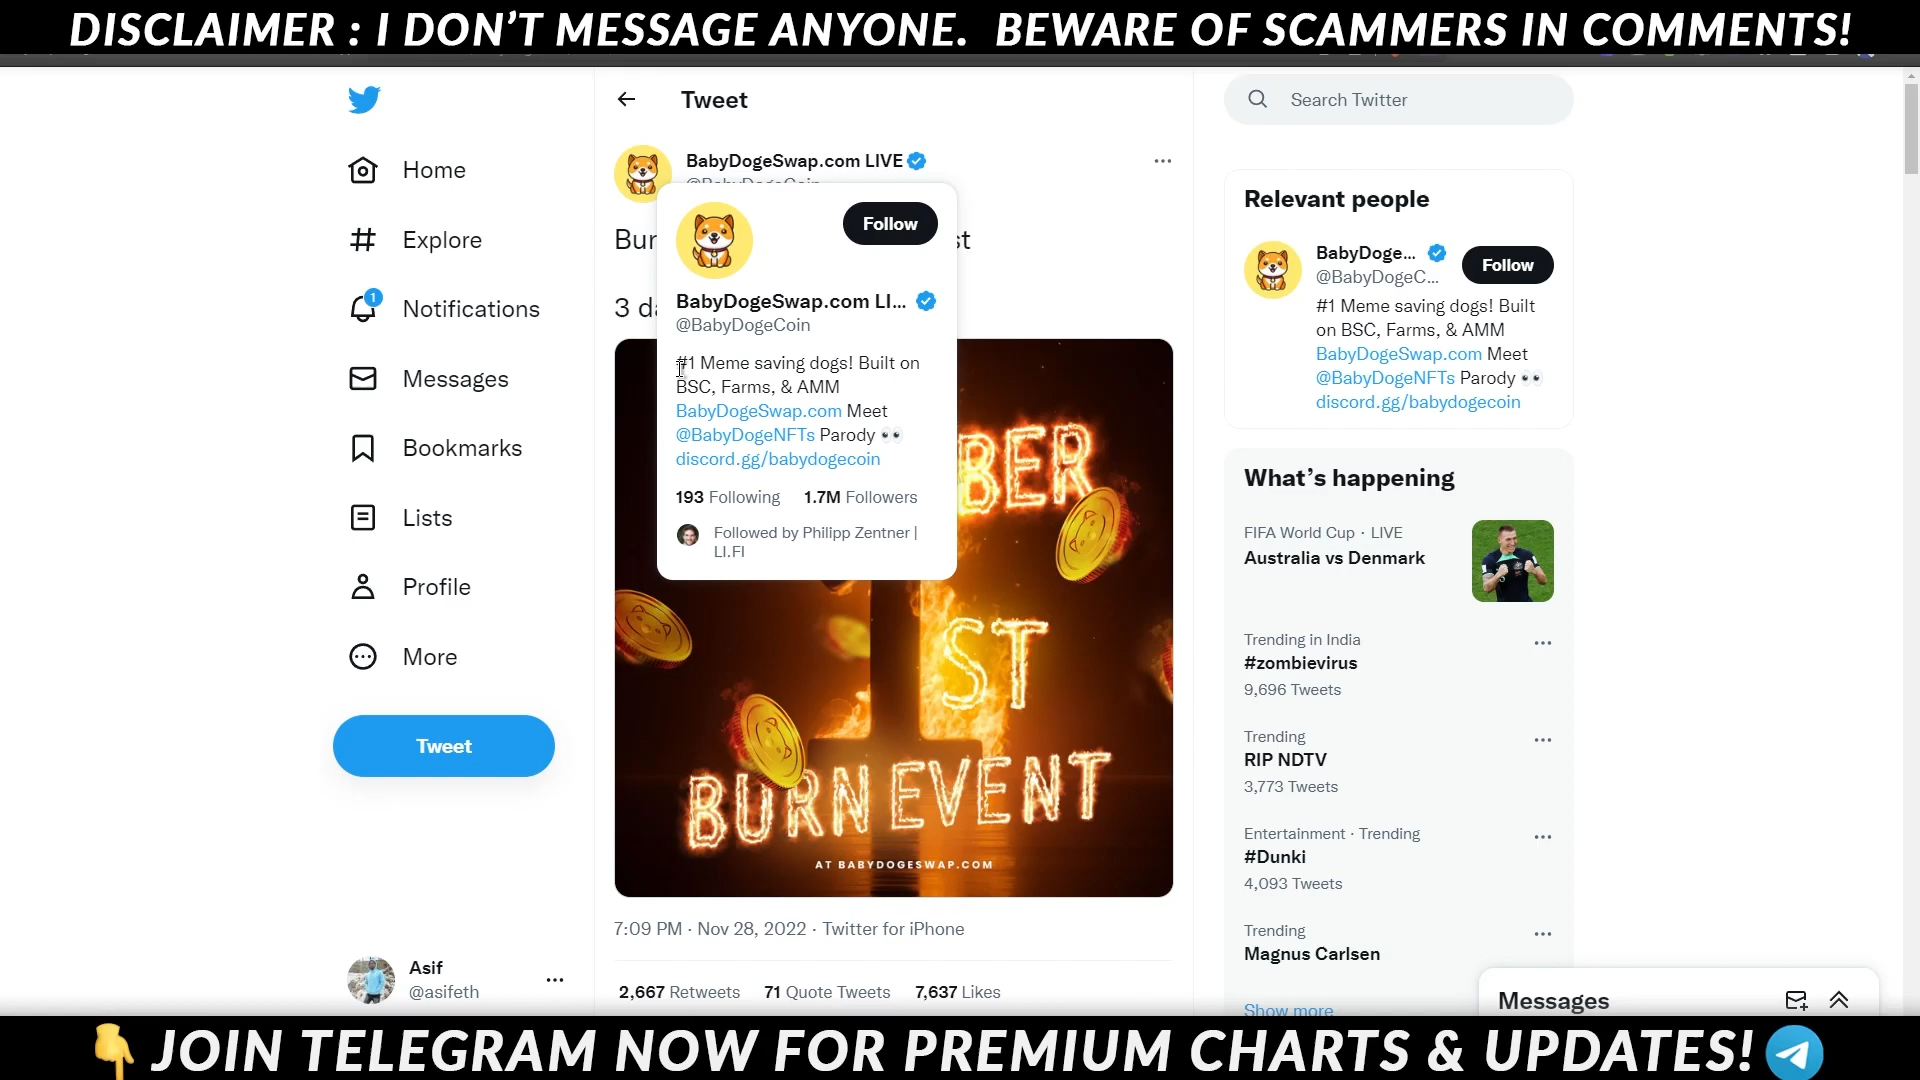 DISCLAIMER : I DON'T MESSAGE ANYONE. BEWARE OF SCAMMERS IN COMMENTS!
Home
Explore
1
Notifications
Messages
Bookmarks
Lists
Profile
More
Tweet
Asif
@asifeth
Tweet
BabyDogeSwap.com LIVE
@BabyDogeCoin
Follow
BabyDogeSwap.com LI...
@BabyDogeCoin
#1 Meme saving dogs! Built on
BSC, Farms, & AMM
BabyDogeSwap.com Meet
@BabyDogeNFTs Parody 👀
discord.gg/babydogecoin
193 Following 1.7M Followers
Followed by Philipp Zentner |
LI.FI
BER
1
ST
BURN EVENT
AT BABYDOGESWAP.COM
7:09 PM · Nov 28, 2022 · Twitter for iPhone
2,667 Retweets 71 Quote Tweets 7,637 Likes
Search Twitter
Relevant people
BabyDoge...
@BabyDogeC...
Follow
#1 Meme saving dogs! Built
on BSC, Farms, & AMM
BabyDogeSwap.com Meet
@BabyDogeNFTs Parody 👀
discord.gg/babydogecoin
What's happening
FIFA World Cup · LIVE
Australia vs Denmark
Trending in India
#zombievirus
9,696 Tweets
Trending
RIP NDTV
3,773 Tweets
Entertainment · Trending
#Dunki
4,093 Tweets
Trending
Magnus Carlsen
Show more
Messages
👇 JOIN TELEGRAM NOW FOR PREMIUM CHARTS & UPDATES!